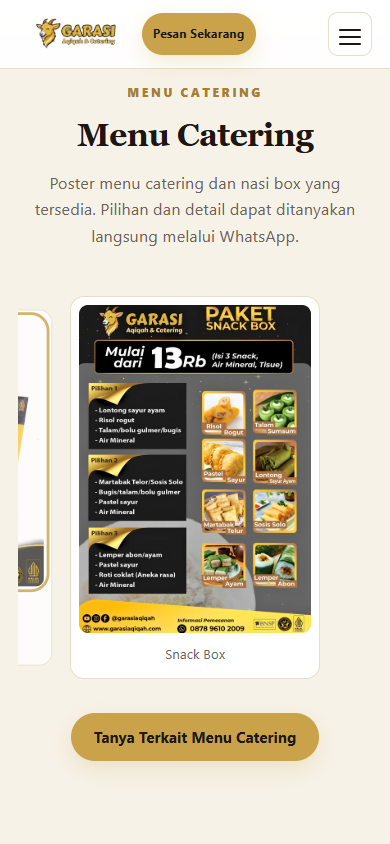 GARASI
Aqiqah & Catering
Pesan Sekarang
MENU CATERING
Menu Catering
Poster menu catering dan nasi box yang
tersedia. Pilihan dan detail dapat ditanyakan
langsung melalui WhatsApp.
GARASI
Aqiqah & Catering
PAKET
SNACK BOX
Mulai
dari
13Rb
(Isi 3 Snack,
Air Mineral, Tisue)
Pilihan 1
- Lontong sayur ayam
- Risol rogut
- Talam/bolu gulmer/bugis
- Air Mineral
Risol
Rogut
Talam
Sumaum
Pilihan 2
- Martabak Telor/Sosis Solo
- Bugis/talam/bolu gulmer
- Pastel sayur
- Air Mineral
Pastel
Sayur
Lontong
Sayur Ayam
Martabak
Telur
Sosis Solo
Pilihan 3
- Lemper abon/ayam
- Pastel sayur
- Roti coklat (Aneka rasa)
- Air Mineral
Lemper
Ayam
Lemper
Abon
@garasiaqiqah
www.garasiaqiqah.com
Informasi Pemesanan
0878 9610 2009
BNSP
Snack Box
Tanya Terkait Menu Catering